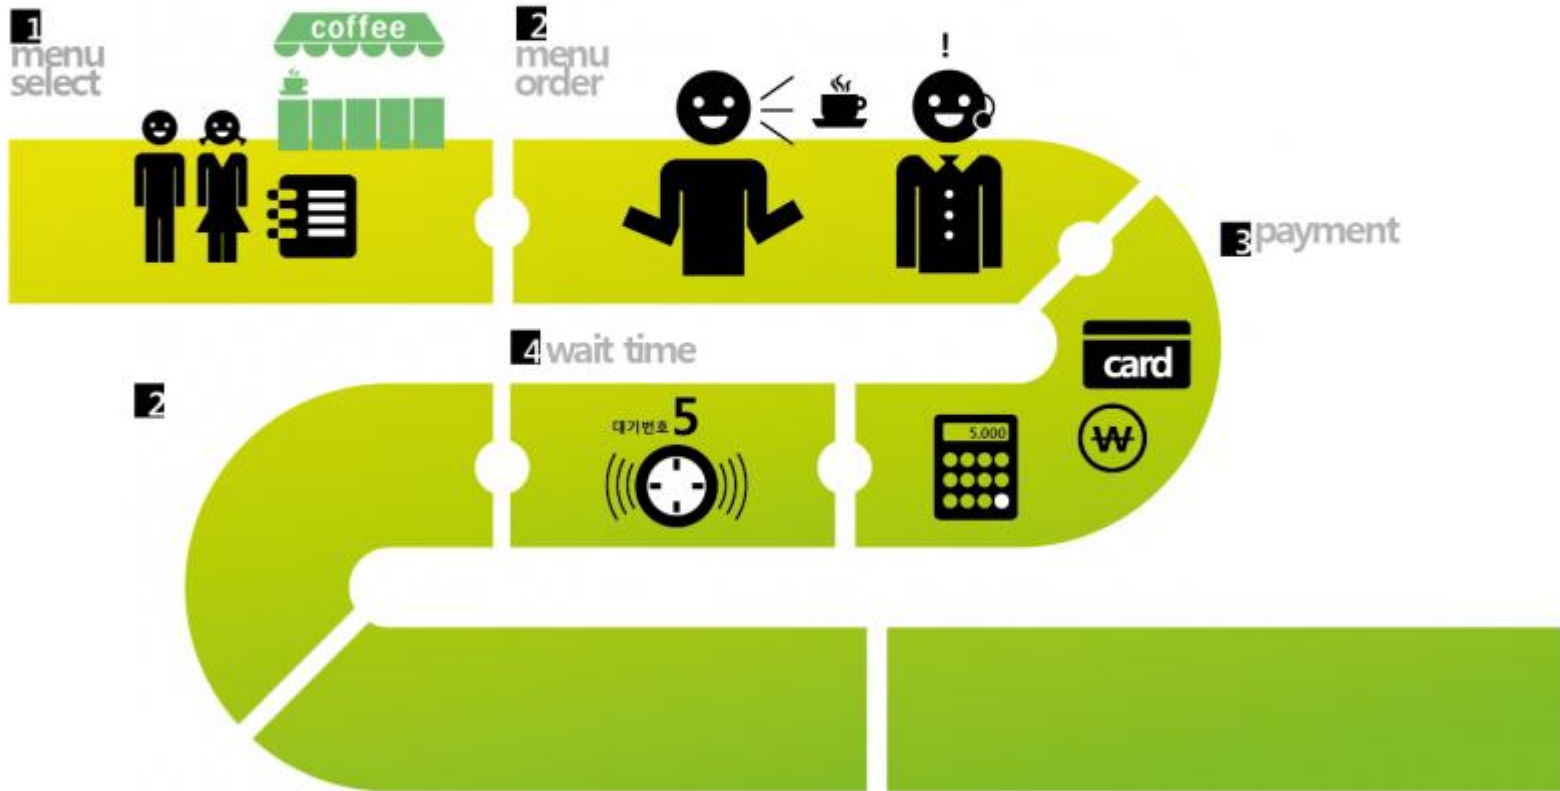 1
menu
select
coffee
2
menu
order
!
3 payment
card
₩
5.000
4 wait time
대기번호 5
2